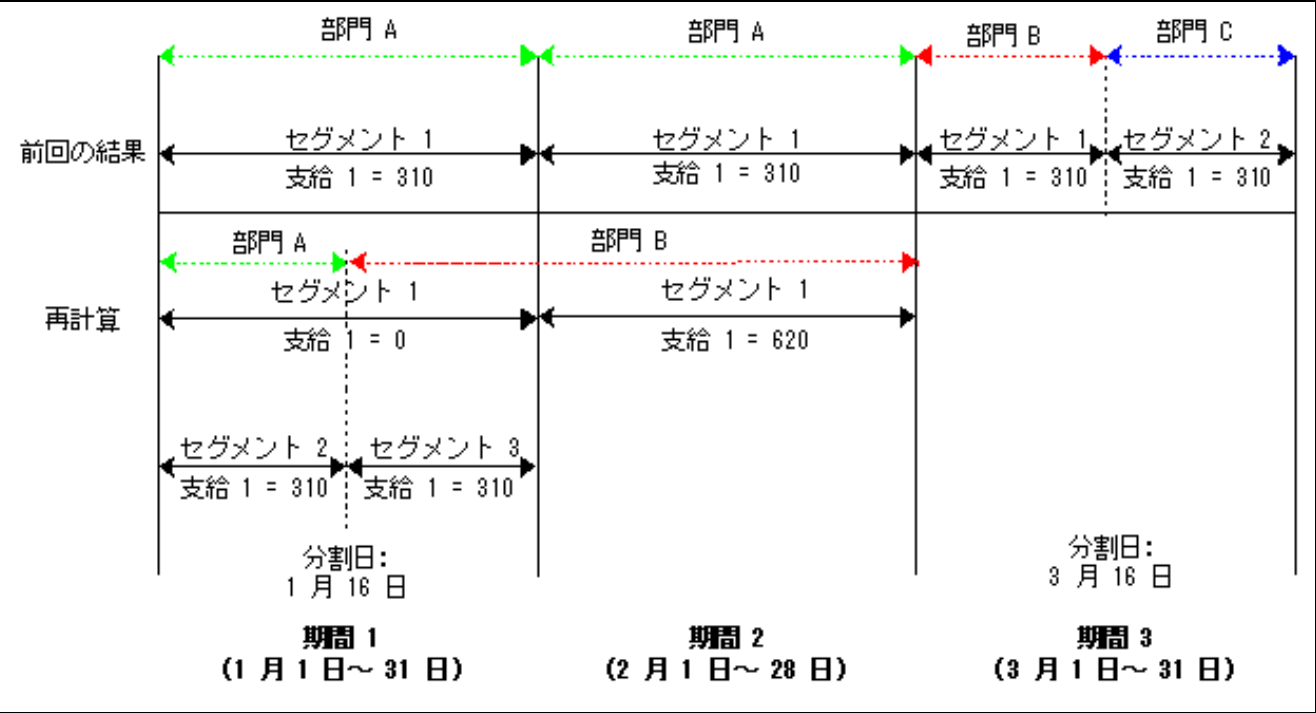 部門 A
部門 A
部門 B
部門 C
前回の結果
セグメント 1
支給 1 = 310
セグメント 1
支給 1 = 310
セグメント 1
支給 1 = 310
セグメント 2
支給 1 = 310
部門 A
部門 B
再計算
セグメント 1
支給 1 = 0
セグメント 1
支給 1 = 620
セグメント 2
支給 1 = 310
セグメント 3
支給 1 = 310
分割日:
1 月 16 日
分割日:
3 月 16 日
期間 1
(1 月 1 日～ 31 日)
期間 2
(2 月 1 日～ 28 日)
期間 3
(3 月 1 日～ 31 日)